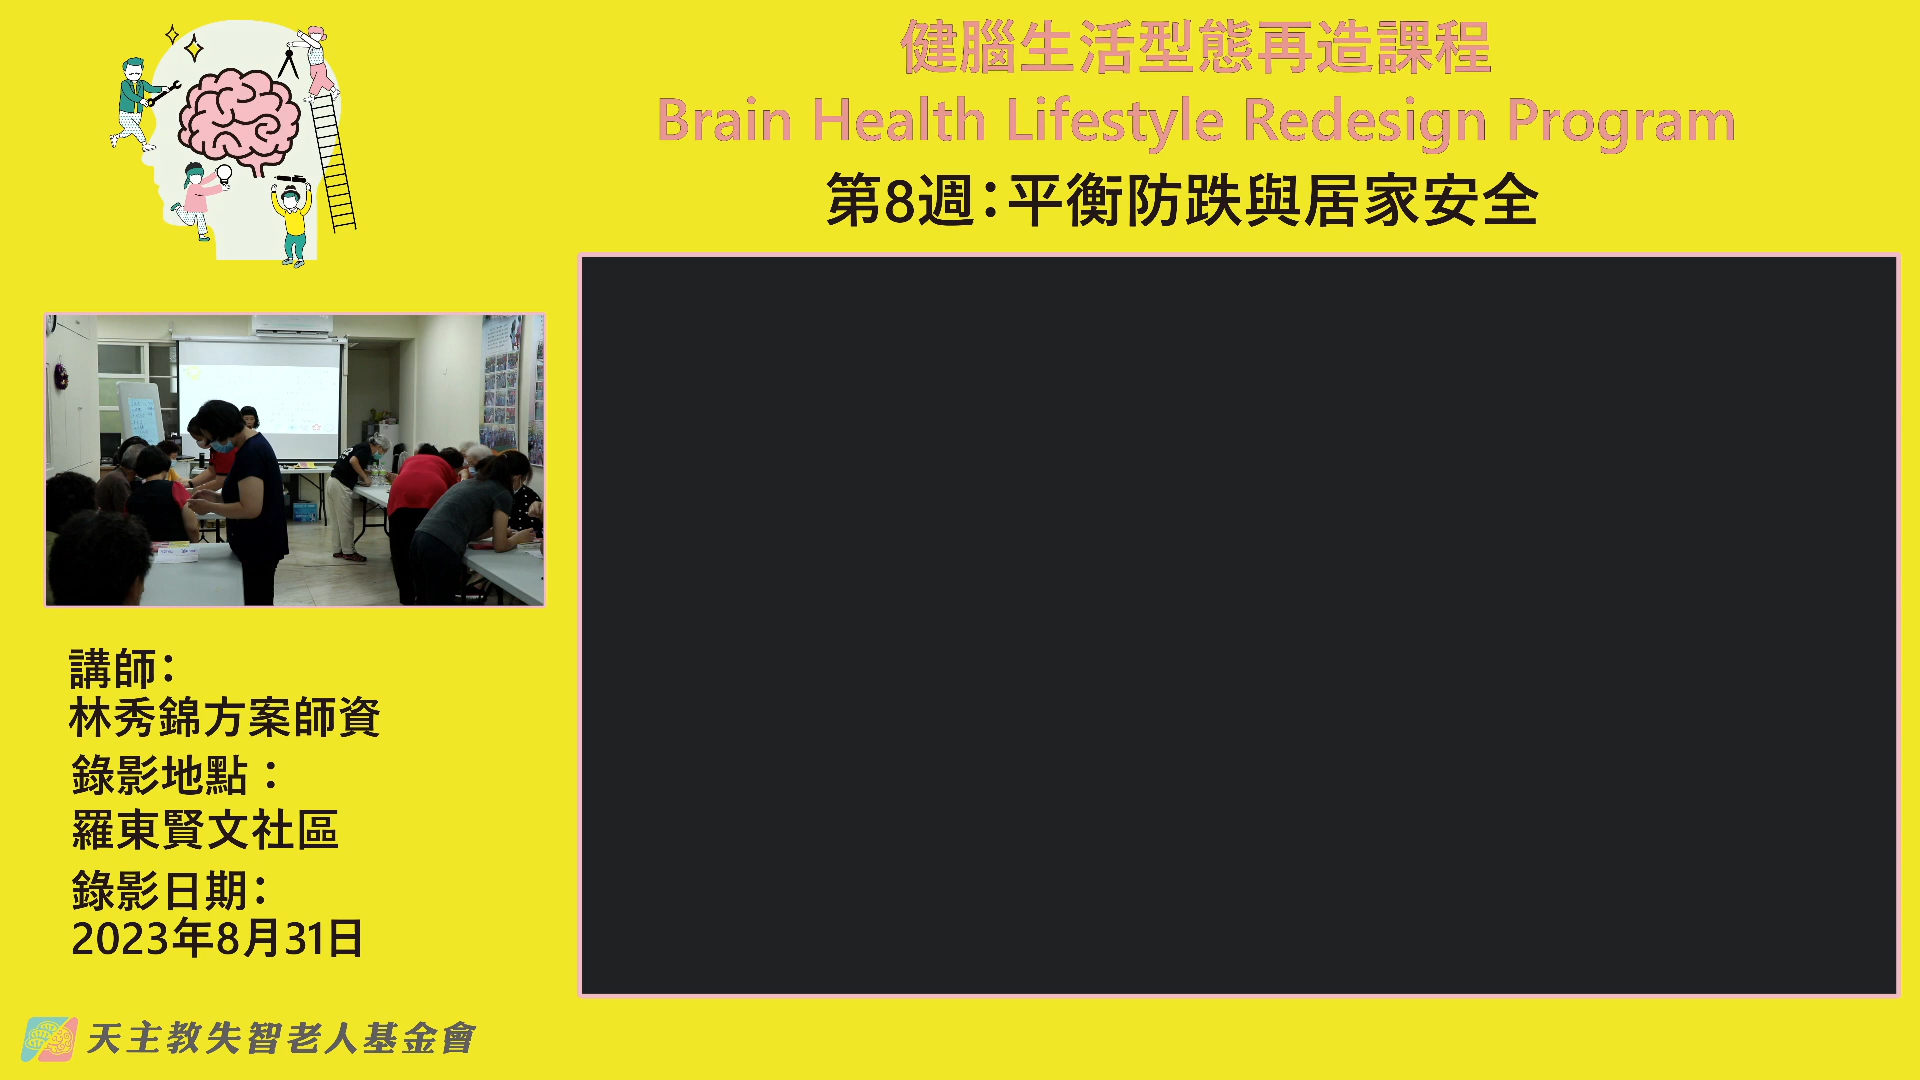 健腦生活型態再造課程
Brain Health Lifestyle Redesign Program
第8週:平衡防跌與居家安全
講師:
林秀錦方案師資
錄影地點：
羅東賢文社區
錄影日期:
2023年8月31日
天主教失智老人基金會